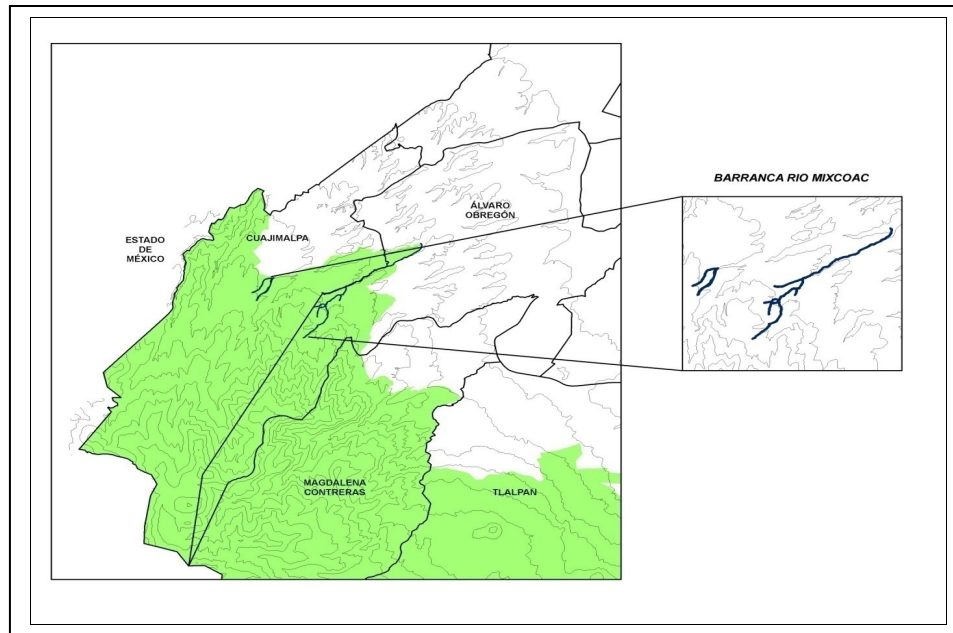 BARRANCA RIO MIXCOAC
ÁLVARO
OBREGÓN
ESTADO
DE
MÉXICO
CUAJIMALPA
MAGDALENA
CONTRERAS
TLALPAN